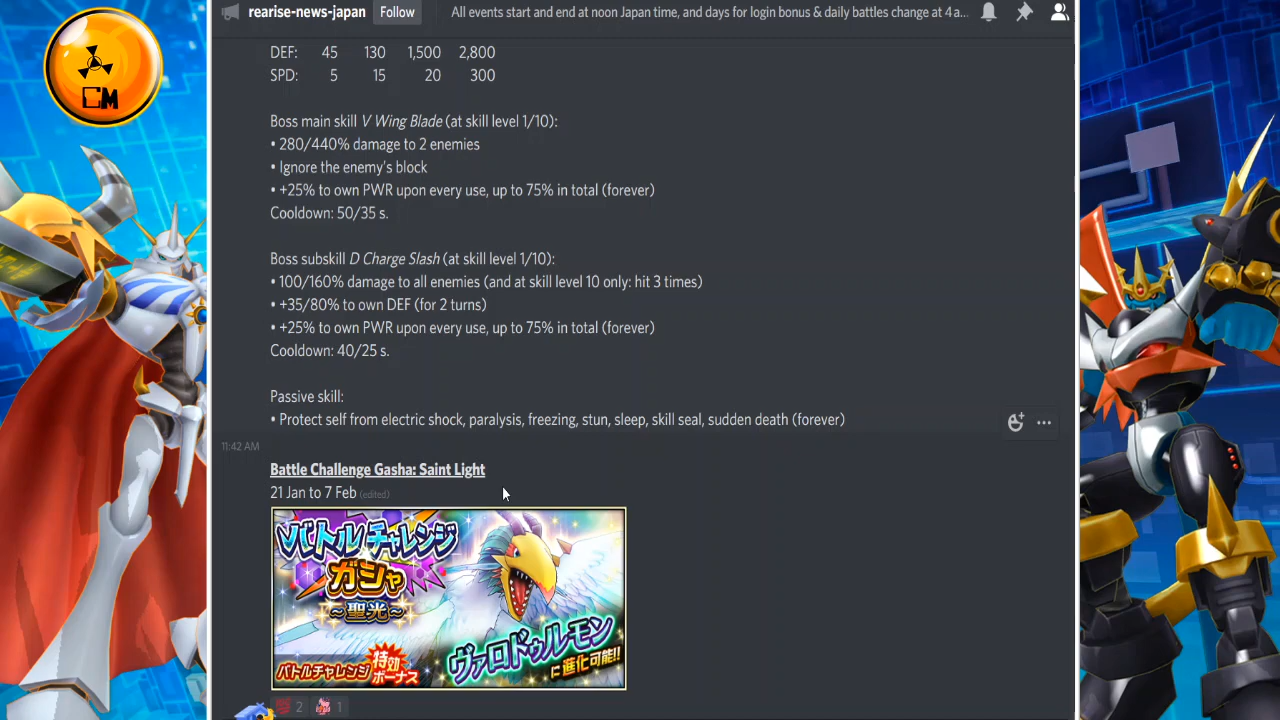 rearise-news-japan Follow All events start and end at noon Japan time, and days for login bonus & daily battles change at 4 a...
CM
DEF: 45 130 1,500 2,800
SPD: 5 15 20 300
Boss main skill V Wing Blade (at skill level 1/10):
• 280/440% damage to 2 enemies
• Ignore the enemy's block
• +25% to own PWR upon every use, up to 75% in total (forever)
Cooldown: 50/35 s.
Boss subskill D Charge Slash (at skill level 1/10):
• 100/160% damage to all enemies (and at skill level 10 only: hit 3 times)
• +35/80% to own DEF (for 2 turns)
• +25% to own PWR upon every use, up to 75% in total (forever)
Cooldown: 40/25 s.
Passive skill:
• Protect self from electric shock, paralysis, freezing, stun, sleep, skill seal, sudden death (forever)
11:42 AM
Battle Challenge Gasha: Saint Light
21 Jan to 7 Feb (edited)
バトルチャレンジ
ガシャ
~聖光~
ヴァロドゥルモン
に進化可能!!
バトルチャレンジ 特効
ボーナス
2 1